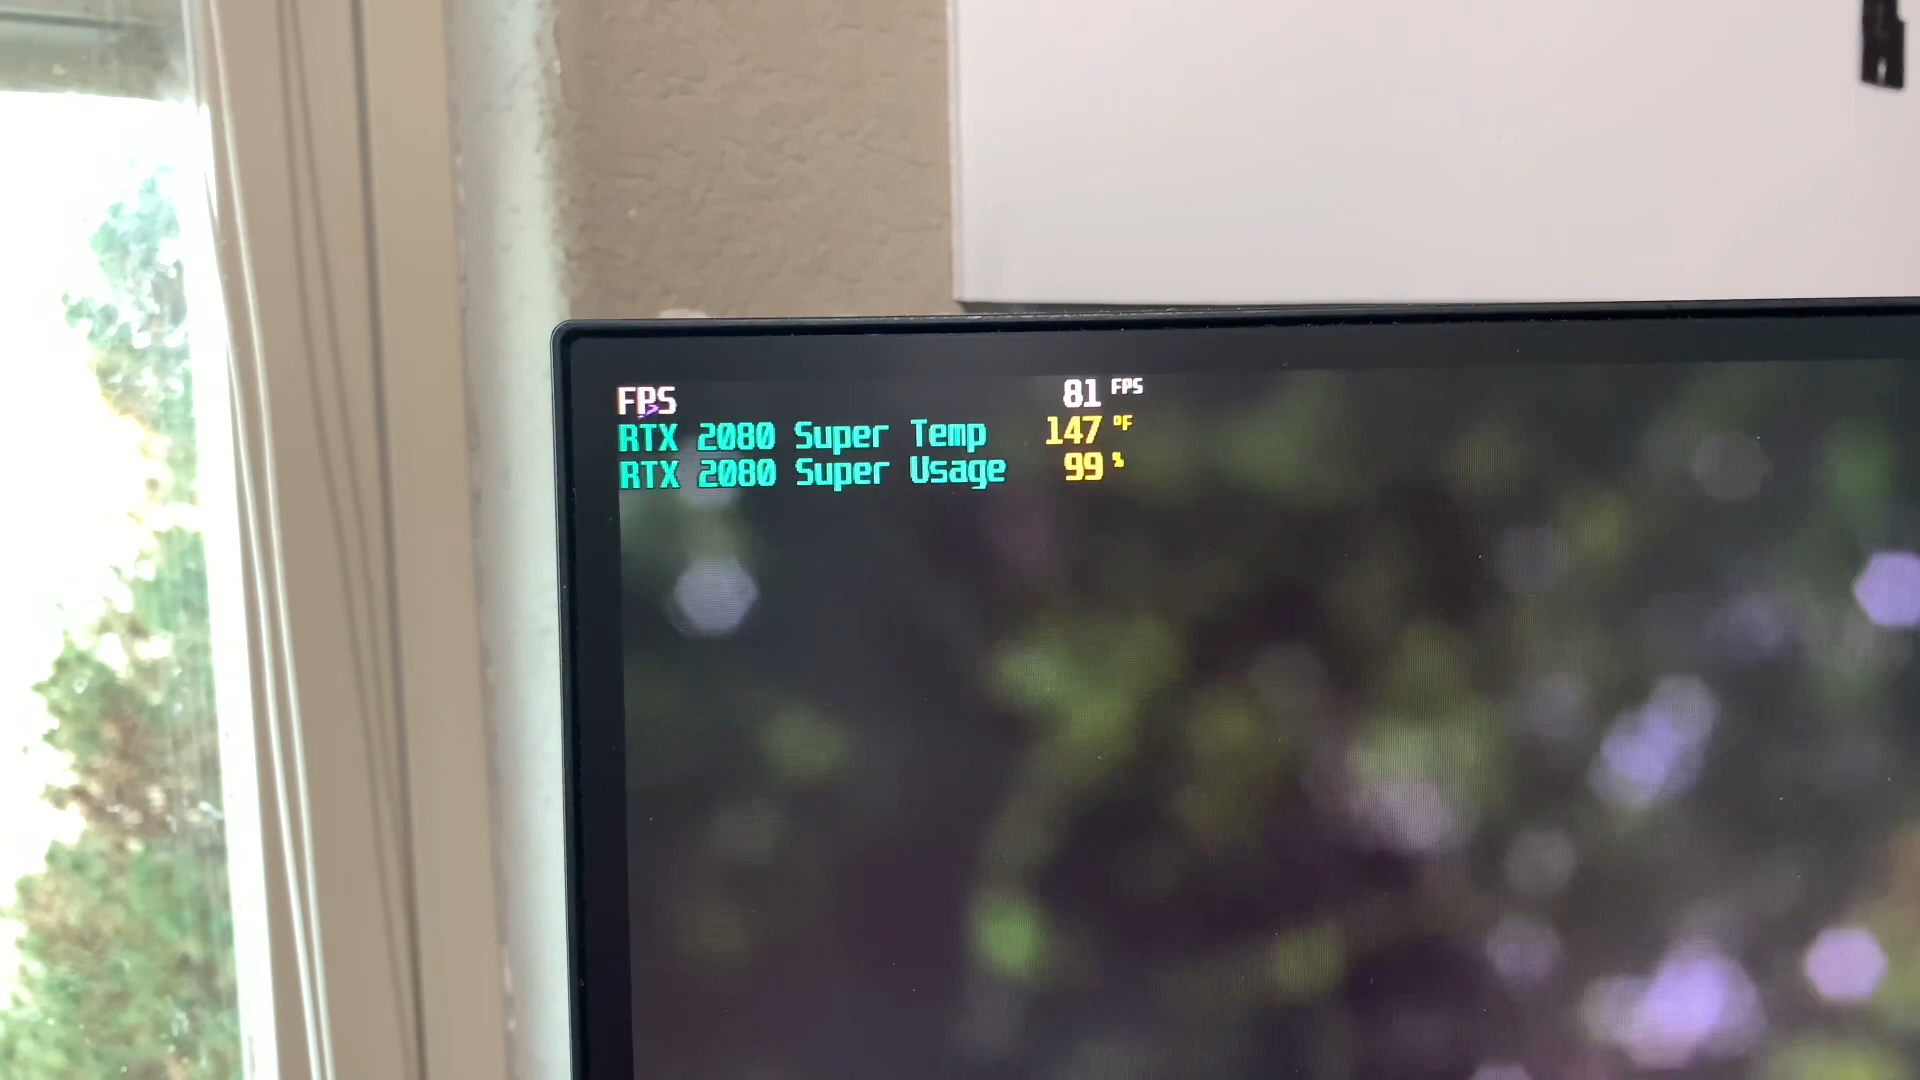 FPS 81 FPS
RTX 2080 Super Temp 147 °F
RTX 2080 Super Usage 99 %